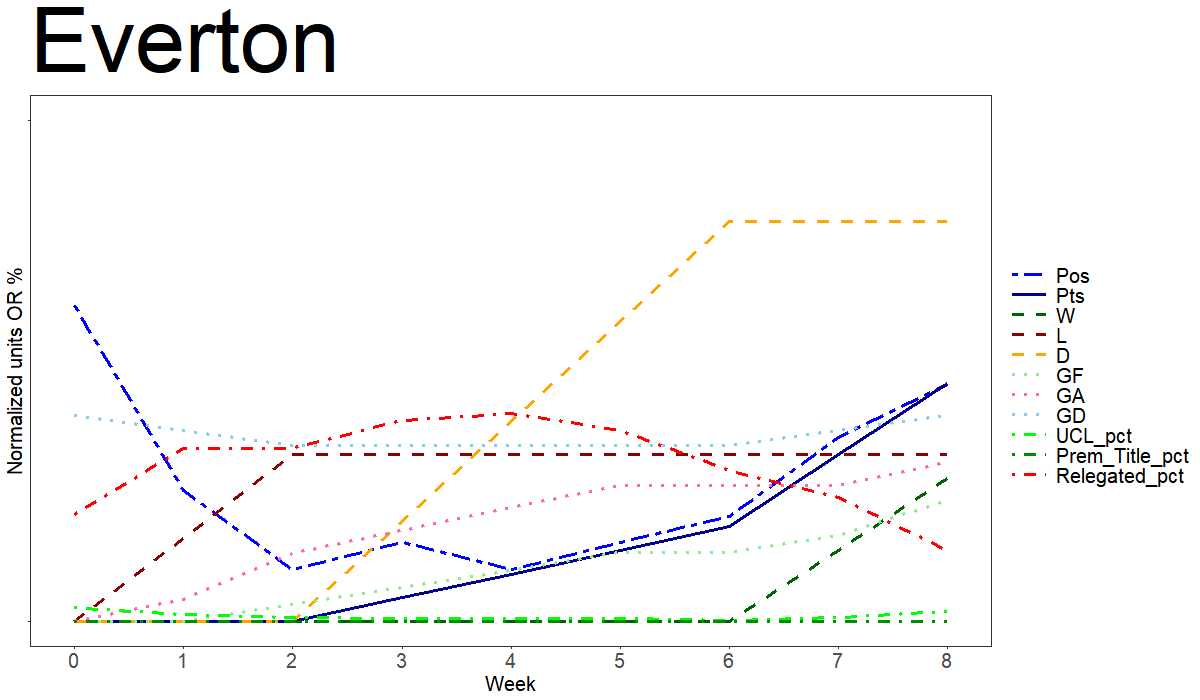 Everton
Normalized units OR %
Pos
Pts
W
L
D
GF
GA
GD
UCL_pct
Prem_Title_pct
Relegated_pct
0 1 2 3 4 5 6 7 8
Week